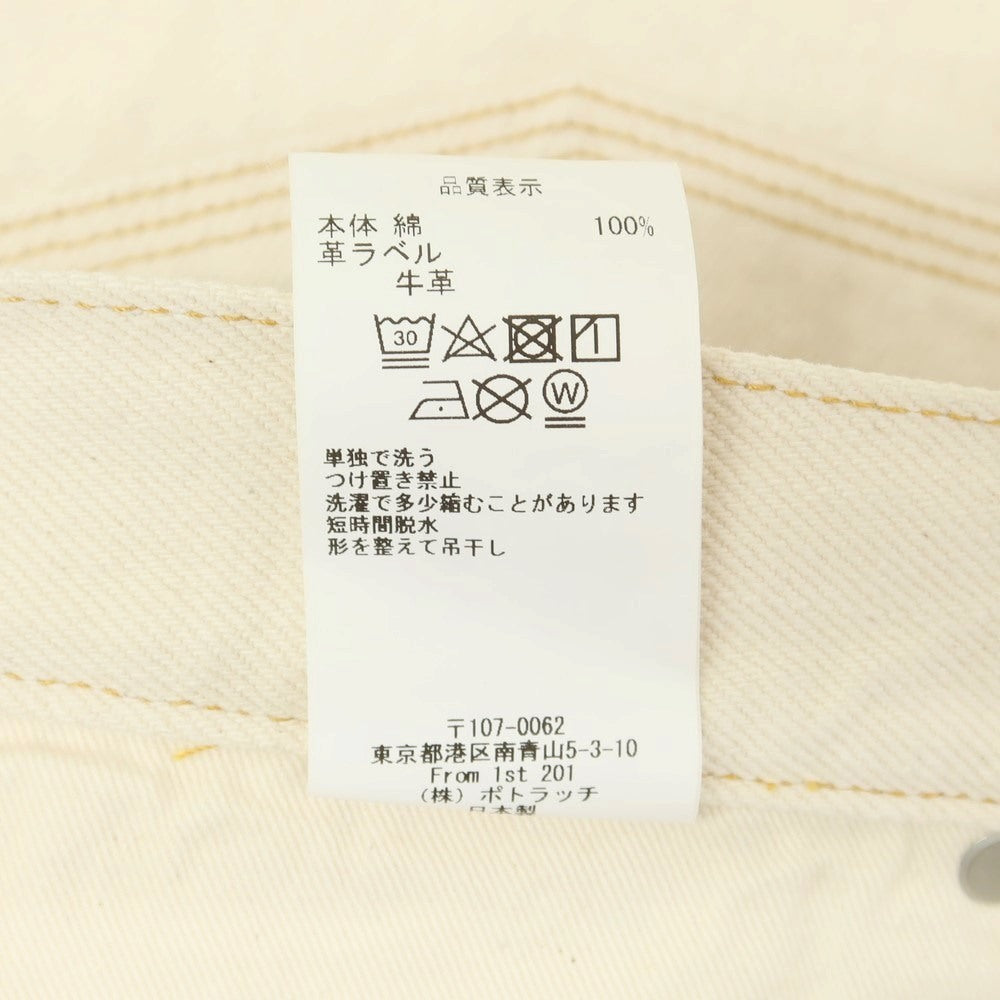 品質表示
本体 綿 100%
革ラベル
牛革
30
W
単独で洗う
つけ置き禁止
洗濯で多少縮むことがあります
短時間脱水
形を整えて吊干し
〒107-0062
東京都港区南青山5-3-10
From 1st 201
(株) ポトラッチ
日本製